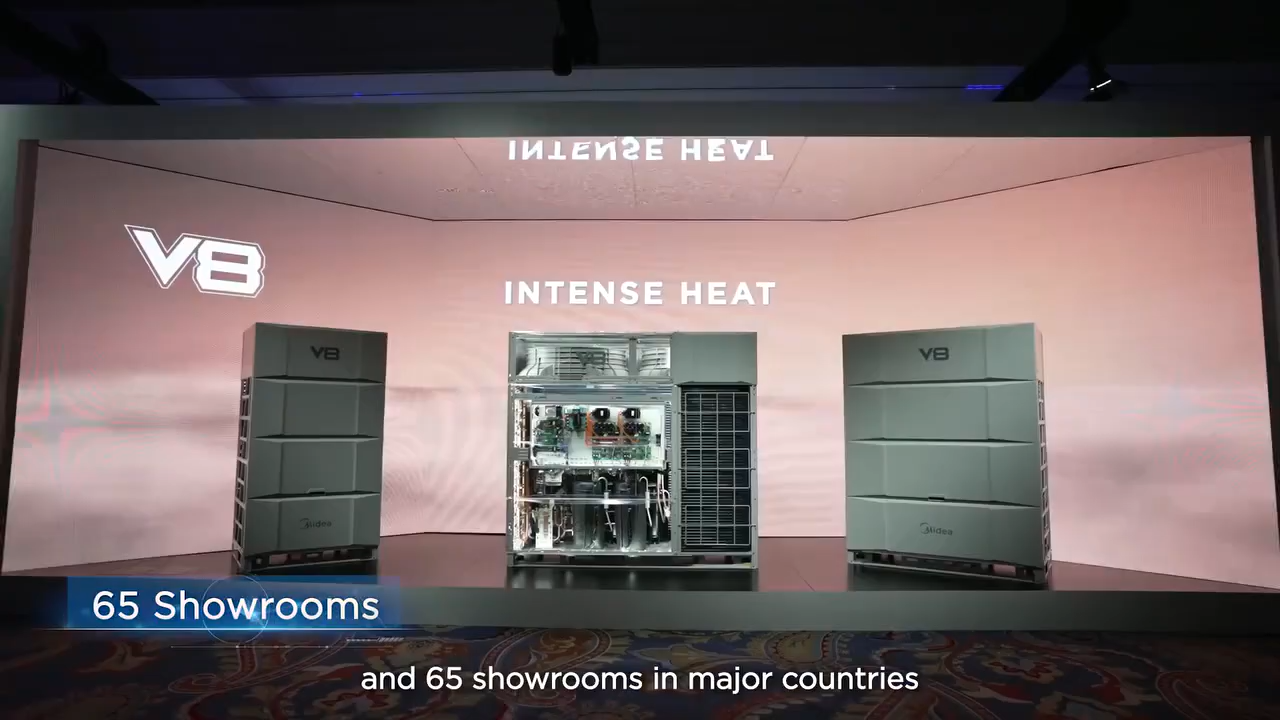 INTENSE HEAT
V8
INTENSE HEAT
V8
V8
V8
Midea
Midea
65 Showrooms
and 65 showrooms in major countries